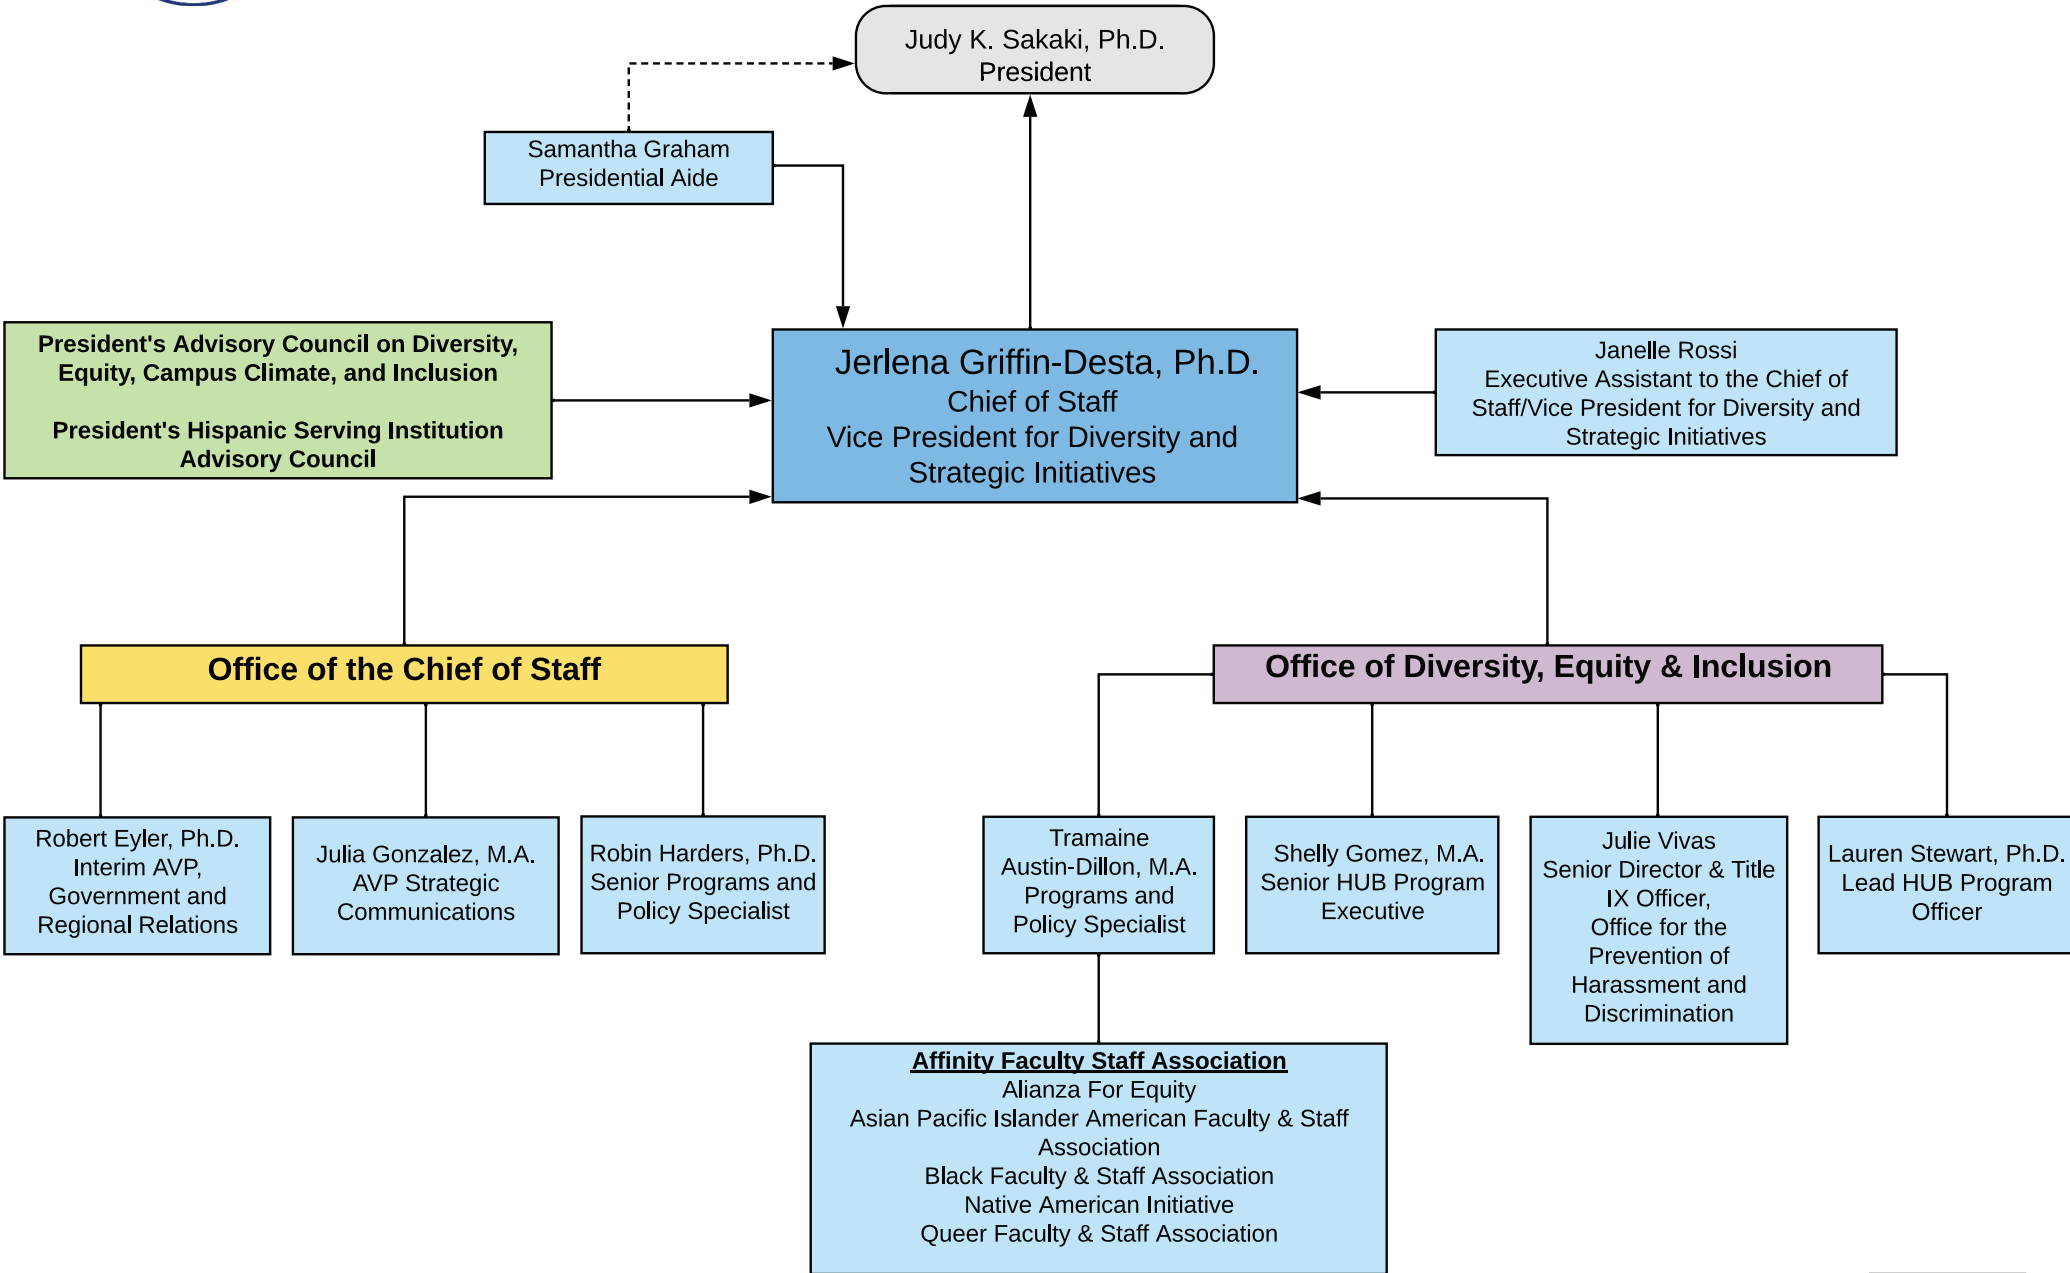 Judy K. Sakaki, Ph.D.
President
Samantha Graham
Presidential Aide
President's Advisory Council on Diversity,
Equity, Campus Climate, and Inclusion
President's Hispanic Serving Institution
Advisory Council
Jerlena Griffin-Desta, Ph.D.
Chief of Staff
Vice President for Diversity and
Strategic Initiatives
Janelle Rossi
Executive Assistant to the Chief of
Staff/Vice President for Diversity and
Strategic Initiatives
Office of the Chief of Staff
Office of Diversity, Equity & Inclusion
Robert Eyler, Ph.D.
Interim AVP,
Government and
Regional Relations
Julia Gonzalez, M.A.
AVP Strategic
Communications
Robin Harders, Ph.D.
Senior Programs and
Policy Specialist
Tramaine
Austin-Dillon, M.A.
Programs and
Policy Specialist
Shelly Gomez, M.A.
Senior HUB Program
Executive
Julie Vivas
Senior Director & Title
IX Officer,
Office for the
Prevention of
Harassment and
Discrimination
Lauren Stewart, Ph.D.
Lead HUB Program
Officer
Affinity Faculty Staff Association
Alianza For Equity
Asian Pacific Islander American Faculty & Staff
Association
Black Faculty & Staff Association
Native American Initiative
Queer Faculty & Staff Association